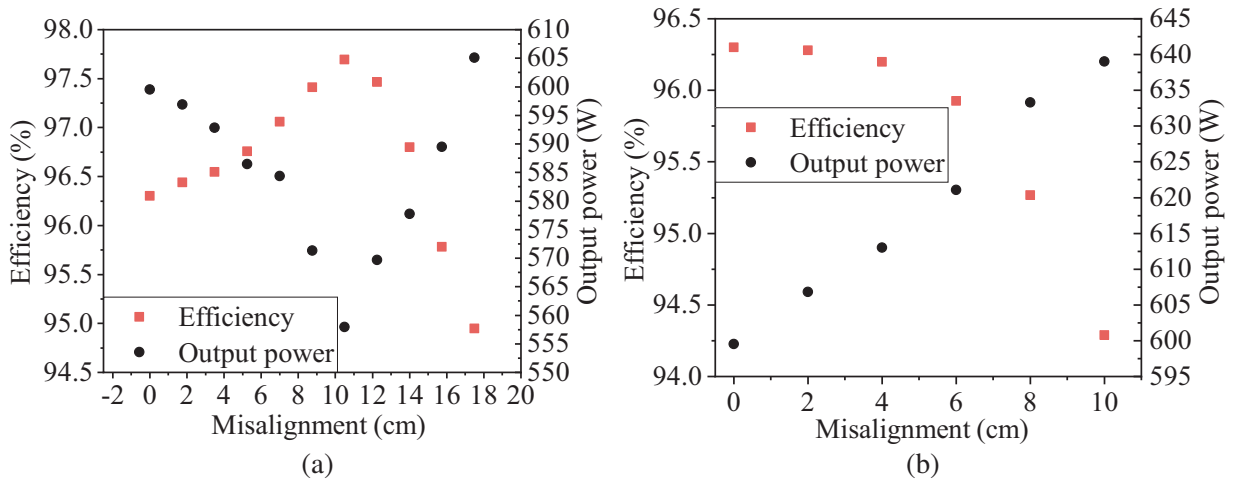 98.0
97.5
97.0
96.5
96.0
95.5
95.0
94.5
Efficiency (%)
610
605
600
595
590
585
580
575
570
565
560
555
550
Output power (W)
Efficiency
Output power
-2 0 2 4 6 8 10 12 14 16 18 20
Misalignment (cm)
(a)
96.5
96.0
95.5
95.0
94.5
94.0
Efficiency (%)
645
640
635
630
625
620
615
610
605
600
595
Output power (W)
Efficiency
Output power
0 2 4 6 8 10
Misalignment (cm)
(b)